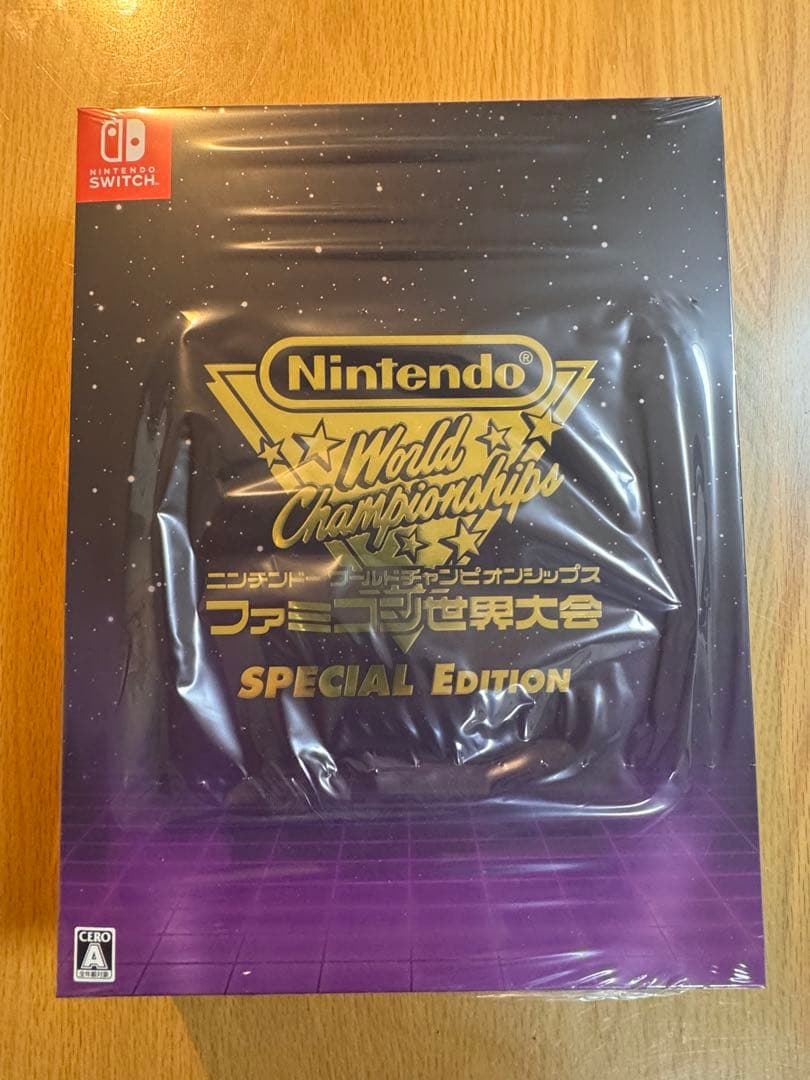 NINTENDO
SWITCH™
Nintendo®
World
Championships
ニンテンドー ワールドチャンピオンシップス
ファミコン世界大会
SPECIAL EDITION
CERO
A
全年齢対象